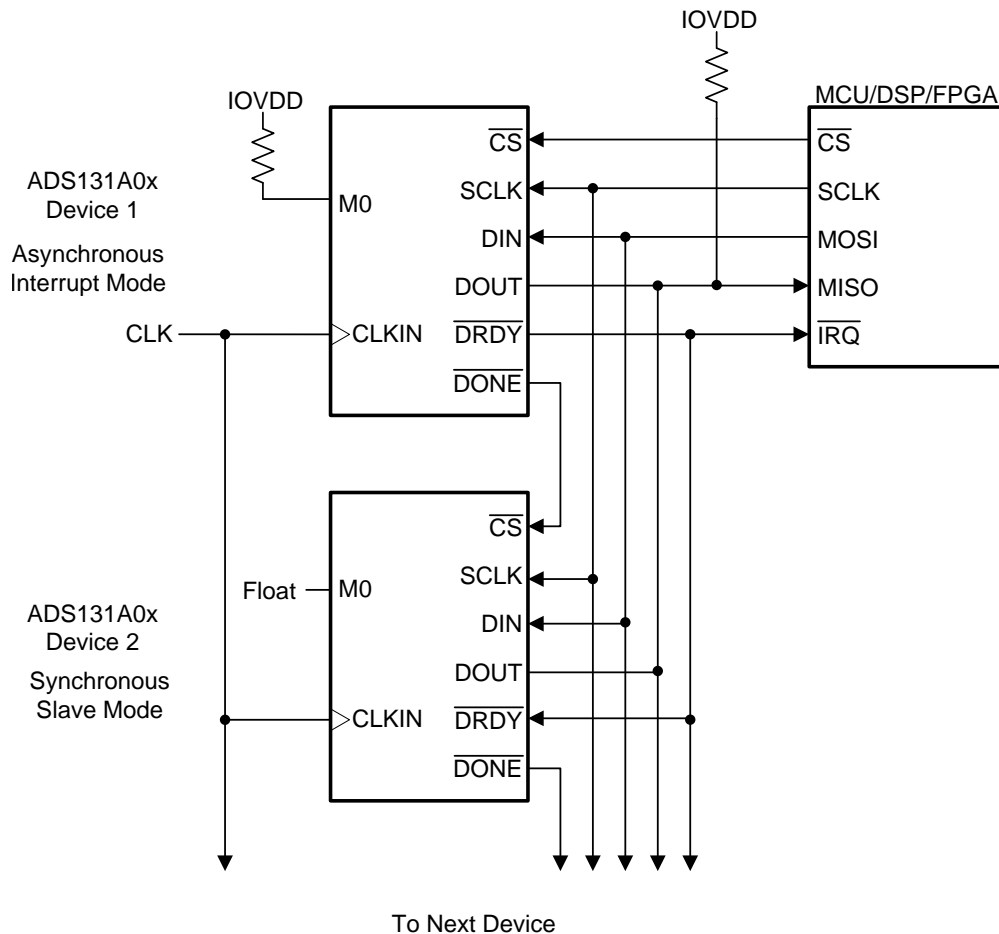 IOVDD
IOVDD
MCU/DSP/FPGA
ADS131A0x
Device 1
Asynchronous
Interrupt Mode
CLK
M0
CLKIN
CS
SCLK
DIN
DOUT
DRDY
DONE
CS
SCLK
MOSI
MISO
IRQ
ADS131A0x
Device 2
Synchronous
Slave Mode
Float
M0
CLKIN
CS
SCLK
DIN
DOUT
DRDY
DONE
To Next Device